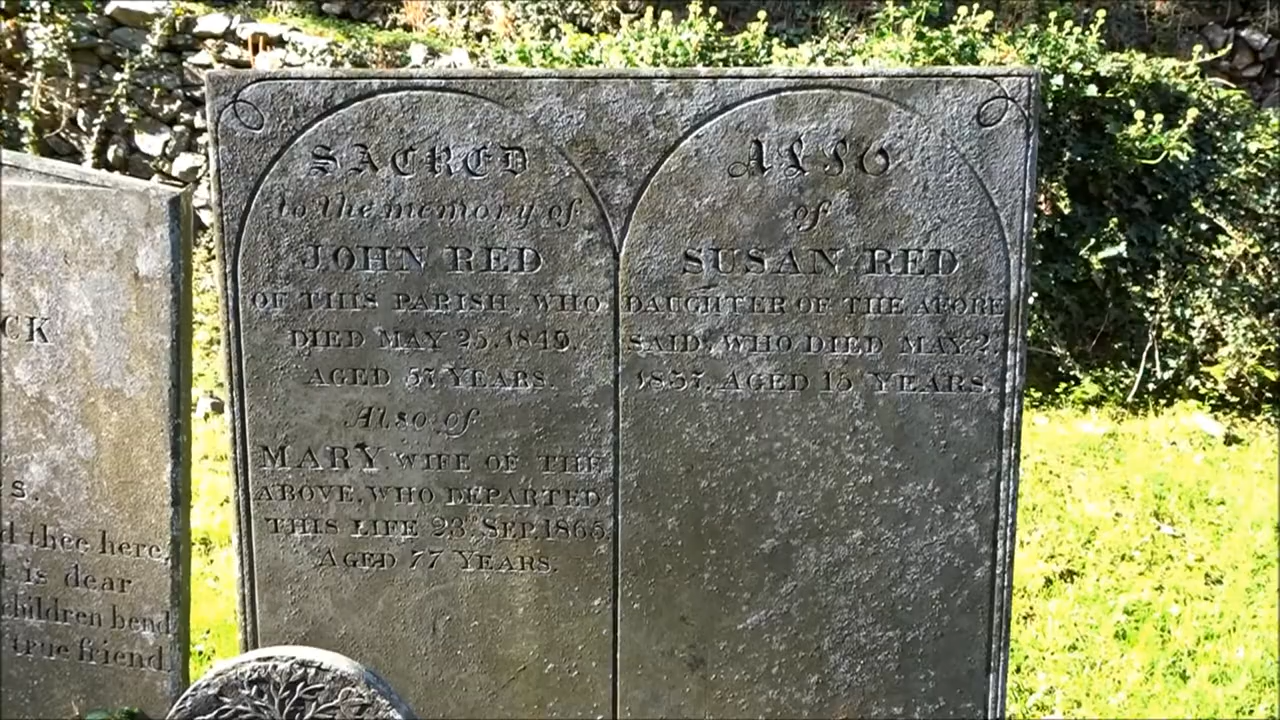 SACRED
to the memory of
JOHN RED
OF THIS PARISH, WHO
DIED MAY 25, 1849.
AGED 57 YEARS.
Also of
MARY, WIFE OF THE
ABOVE, WHO DEPARTED
THIS LIFE 23RD SEP. 1865
AGED 77 YEARS.
ALSO
of
SUSAN RED
DAUGHTER OF THE AFORE
SAID, WHO DIED MAY 2,
1837, AGED 15 YEARS.
CK
S.
d thee here,
t is dear
children bend
true friend.